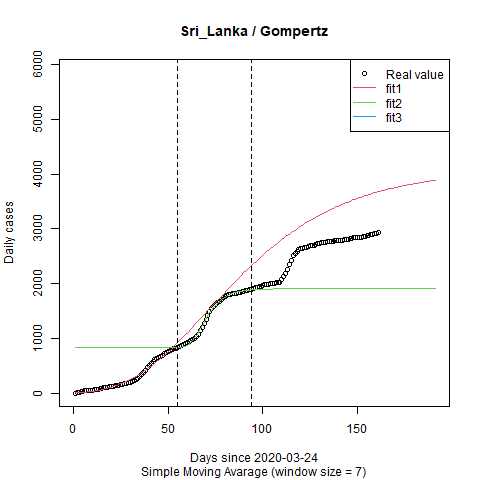 Sri_Lanka / Gompertz
Real value
fit1
fit2
fit3
6000
5000
4000
3000
2000
1000
0
Daily cases
0 50 100 150
Days since 2020-03-24
Simple Moving Avarage (window size = 7)